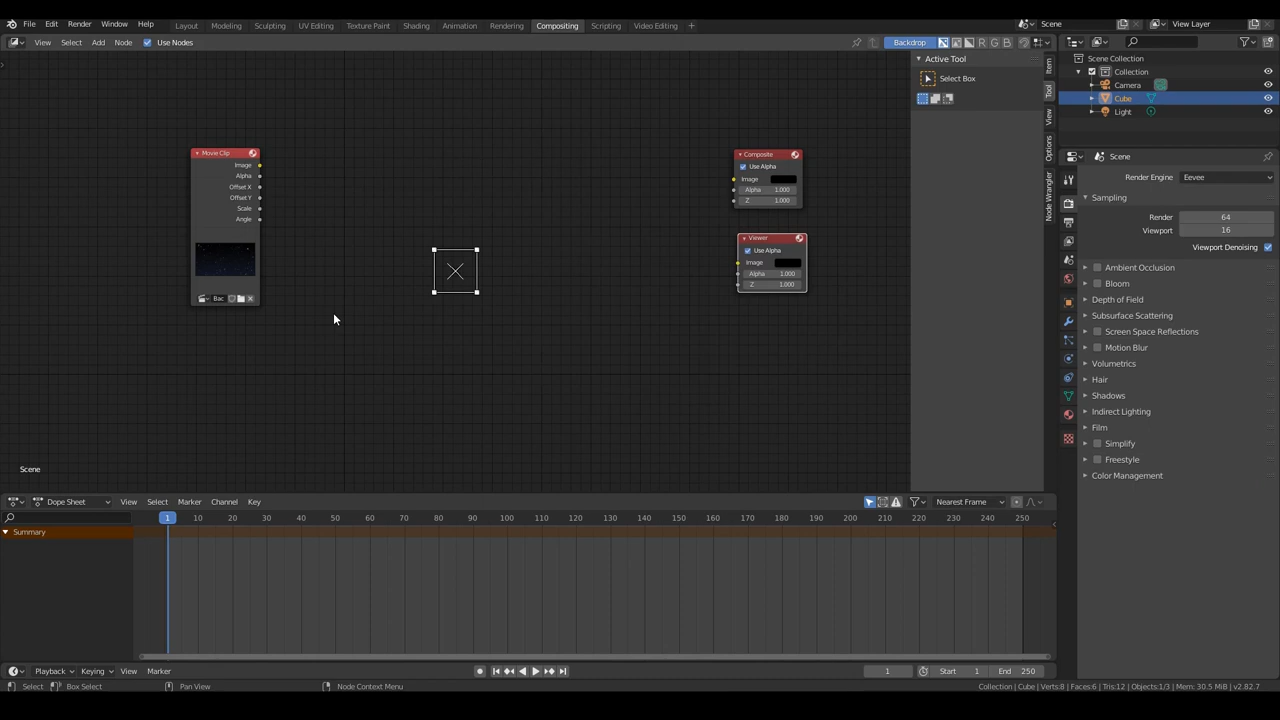 File Edit Render Window Help Layout Modeling Sculpting UV Editing Texture Paint Shading Animation Rendering Compositing Scripting Video Editing + Scene View Layer
View Select Add Node Use Nodes Backdrop R G B
Active Tool
Select Box
Item
Tool
View
Options
Node Wrangler
Scene Collection
Collection
Camera
Cube
Light
Movie Clip
Image
Alpha
Offset X
Offset Y
Scale
Angle
Bac
Composite
Use Alpha
Image
Alpha 1.000
Z 1.000
Viewer
Use Alpha
Image
Alpha 1.000
Z 1.000
Scene
Scene
Render Engine Eevee
Sampling
Render 64
Viewport 16
Viewport Denoising
Ambient Occlusion
Bloom
Depth of Field
Subsurface Scattering
Screen Space Reflections
Motion Blur
Volumetrics
Hair
Shadows
Indirect Lighting
Film
Simplify
Freestyle
Color Management
Dope Sheet View Select Marker Channel Key Nearest Frame
1 10 20 30 40 50 60 70 80 90 100 110 120 130 140 150 160 170 180 190 200 210 220 230 240 250
Summary
Playback Keying View Marker 1 Start 1 End 250
Select Box Select Pan View Node Context Menu Collection | Cube | Verts:8 | Faces:6 | Tris:12 | Objects:1/3 | Mem: 30.5 MiB | v2.82.7